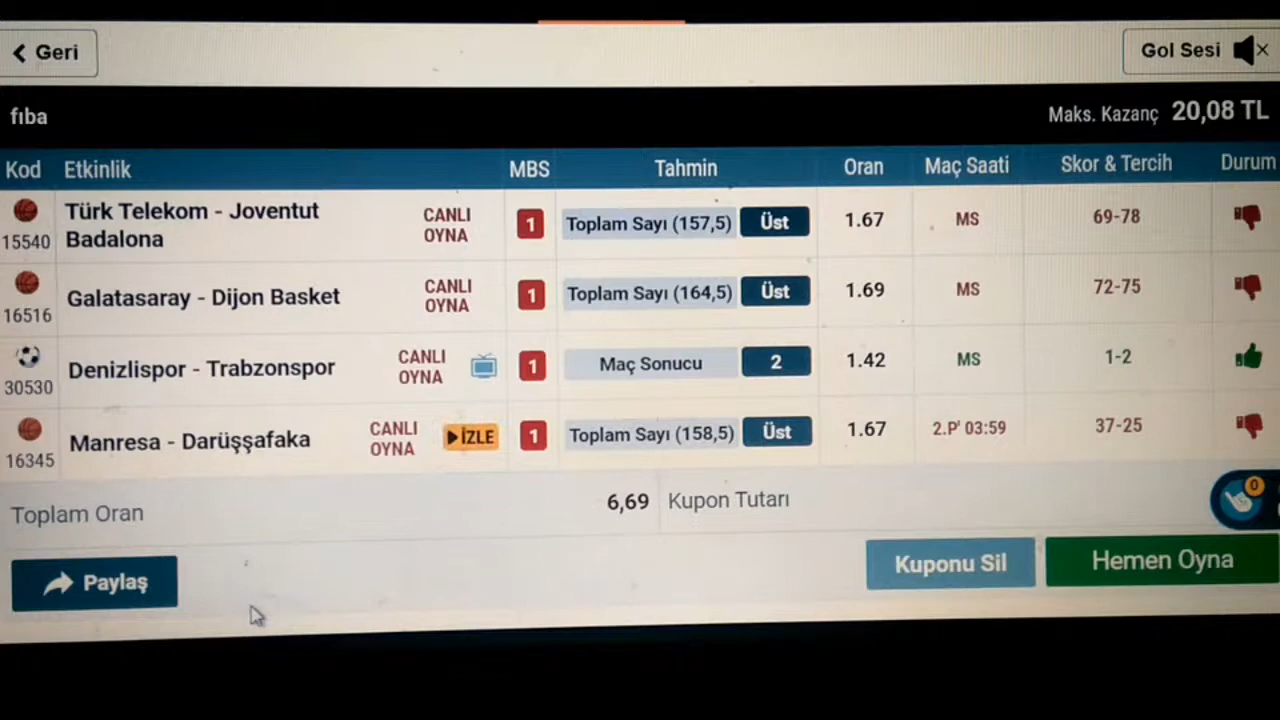 Geri
Gol Sesi
fıba
Maks. Kazanç 20,08 TL
Kod Etkinlik MBS Tahmin Oran Maç Saati Skor & Tercih Durum
15540 Türk Telekom - Joventut Badalona CANLI OYNA 1 Toplam Sayı (157,5) Üst 1.67 MS 69-78
16516 Galatasaray - Dijon Basket CANLI OYNA 1 Toplam Sayı (164,5) Üst 1.69 MS 72-75
30530 Denizlispor - Trabzonspor CANLI OYNA 1 Maç Sonucu 2 1.42 MS 1-2
16345 Manresa - Darüşşafaka CANLI OYNA İZLE 1 Toplam Sayı (158,5) Üst 1.67 2.P' 03:59 37-25
Toplam Oran 6,69 Kupon Tutarı
0
Paylaş Kuponu Sil Hemen Oyna